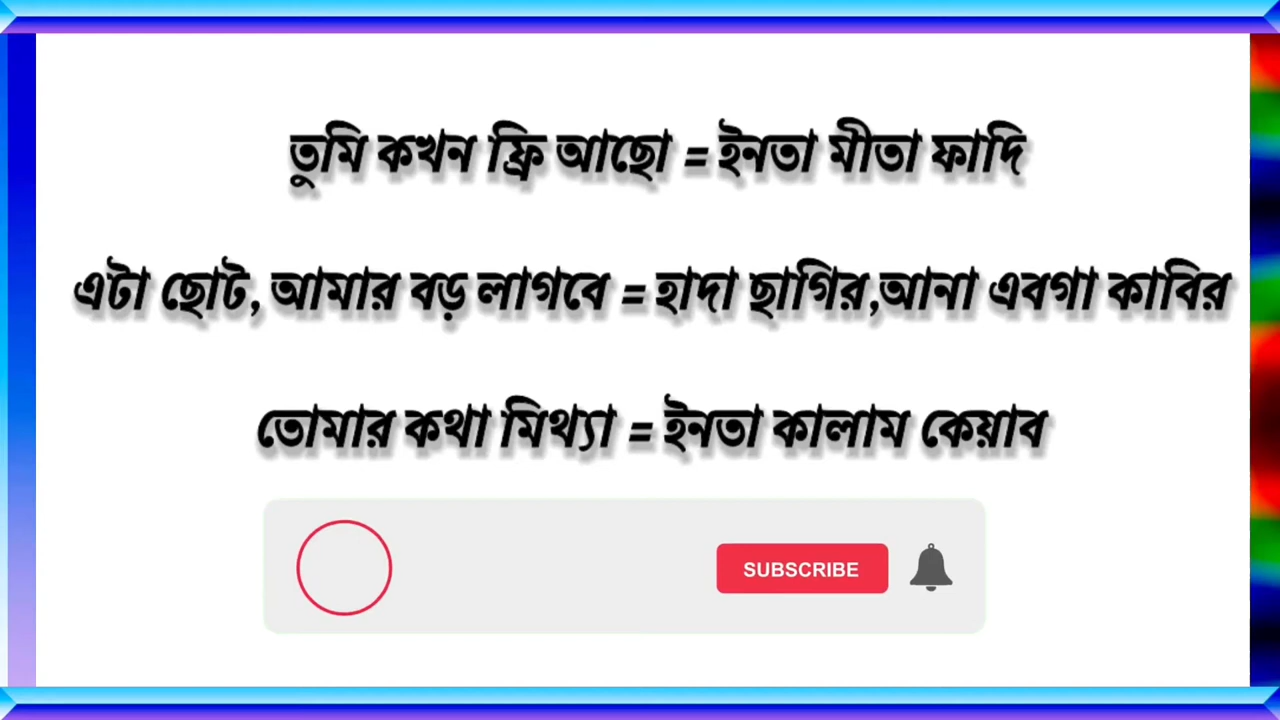 তুমি কখন ফ্রি আছো = ইনতা মীতা ফাদি
এটা ছোট, আমার বড় লাগবে = হাদা ছাগির,আনা এবগা কাবির
তোমার কথা মিথ্যা = ইনতা কালাম কেয়াব
SUBSCRIBE